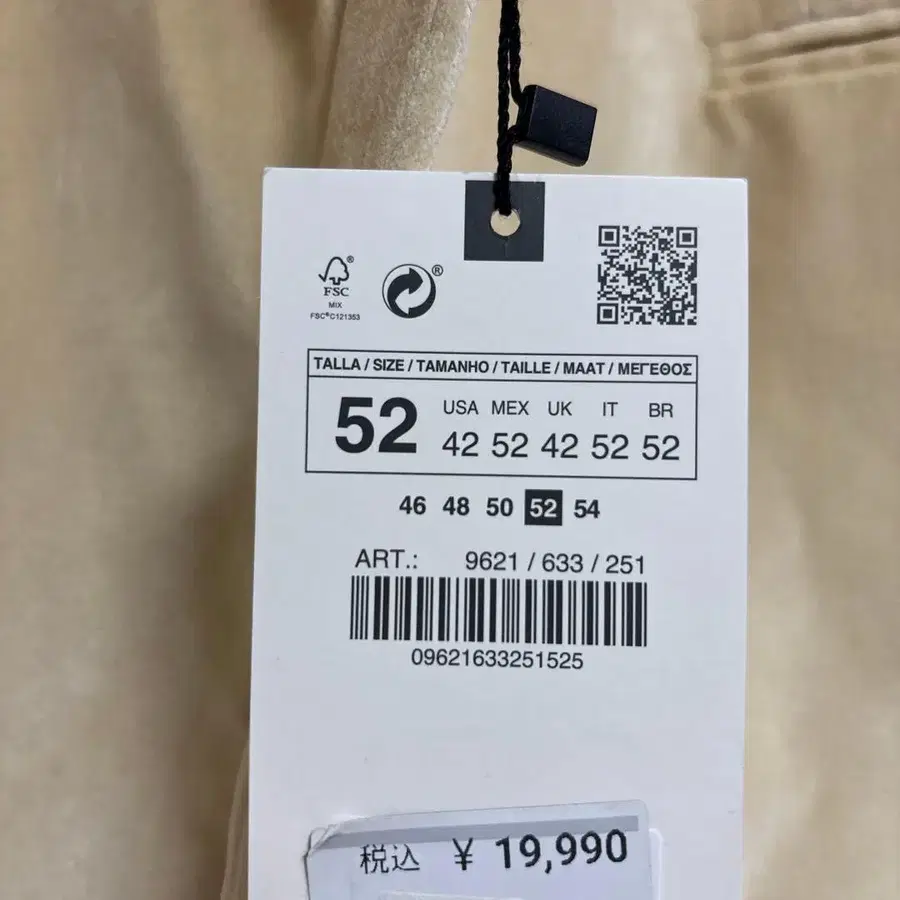 FSC®
MIX
FSC®C121353
®
TALLA / SIZE / TAMANHO / TAILLE / MAAT / ΜΕΓΕΘΟΣ
52
USA MEX UK IT BR
42 52 42 52 52
46 48 50 52 54
ART.: 9621 / 633 / 251
09621633251525
税込 ¥ 19,990